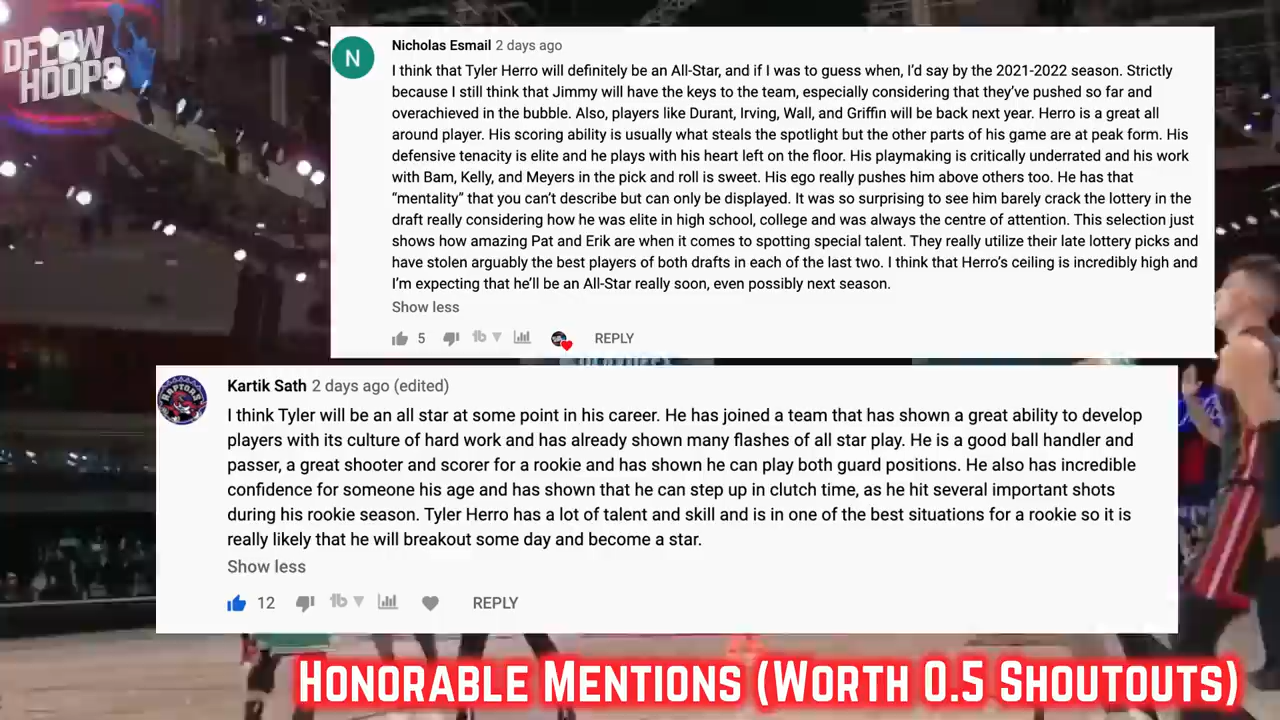 DFLOW
HOOPS
N
Nicholas Esmail 2 days ago
I think that Tyler Herro will definitely be an All-Star, and if I was to guess when, I'd say by the 2021-2022 season. Strictly
because I still think that Jimmy will have the keys to the team, especially considering that they've pushed so far and
overachieved in the bubble. Also, players like Durant, Irving, Wall, and Griffin will be back next year. Herro is a great all
around player. His scoring ability is usually what steals the spotlight but the other parts of his game are at peak form. His
defensive tenacity is elite and he plays with his heart left on the floor. His playmaking is critically underrated and his work
with Bam, Kelly, and Meyers in the pick and roll is sweet. His ego really pushes him above others too. He has that
“mentality” that you can't describe but can only be displayed. It was so surprising to see him barely crack the lottery in the
draft really considering how he was elite in high school, college and was always the centre of attention. This selection just
shows how amazing Pat and Erik are when it comes to spotting special talent. They really utilize their late lottery picks and
have stolen arguably the best players of both drafts in each of the last two. I think that Herro's ceiling is incredibly high and
I'm expecting that he'll be an All-Star really soon, even possibly next season.
Show less
5 tb REPLY
RAPTORS
Kartik Sath 2 days ago (edited)
I think Tyler will be an all star at some point in his career. He has joined a team that has shown a great ability to develop
players with its culture of hard work and has already shown many flashes of all star play. He is a good ball handler and
passer, a great shooter and scorer for a rookie and has shown he can play both guard positions. He also has incredible
confidence for someone his age and has shown that he can step up in clutch time, as he hit several important shots
during his rookie season. Tyler Herro has a lot of talent and skill and is in one of the best situations for a rookie so it is
really likely that he will breakout some day and become a star.
Show less
12 tb REPLY
HONORABLE MENTIONS (WORTH 0.5 SHOUTOUTS)